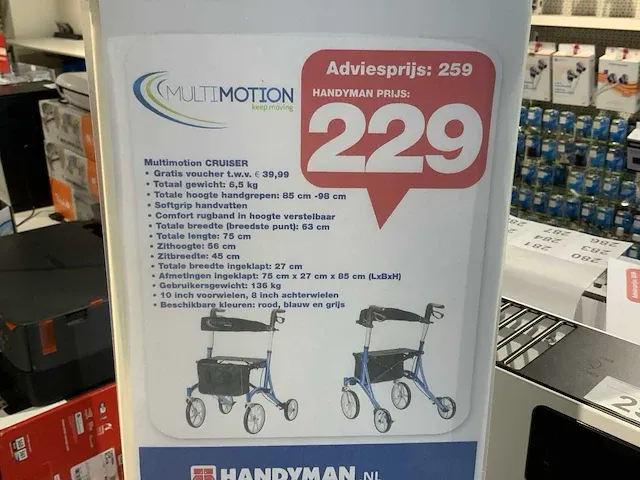 MULTIMOTION
keep moving
Adviesprijs: 259
HANDYMAN PRIJS:
229
Multimotion CRUISER
• Gratis voucher t.w.v. € 39,99
• Totaal gewicht: 6,5 kg
• Totale hoogte handgrepen: 85 cm -98 cm
• Softgrip handvatten
• Comfort rugband in hoogte verstelbaar
• Totale breedte (breedste punt): 63 cm
• Totale lengte: 75 cm
• Zithoogte: 56 cm
• Zitbreedte: 45 cm
• Totale breedte ingeklapt: 27 cm
• Afmetingen ingeklapt: 75 cm x 27 cm x 85 cm (LxBxH)
• Gebruikersgewicht: 136 kg
• 10 inch voorwielen, 8 inch achterwielen
• Beschikbare kleuren: rood, blauw en grijs
HANDYMAN.NL